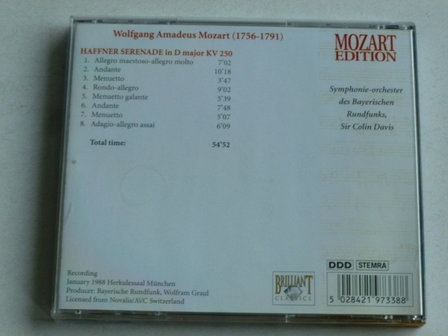 Wolfgang Amadeus Mozart (1756-1791)
HAFFNER SERENADE in D major KV 250
1. Allegro maestoso-allegro molto 7'02
2. Andante 10'18
3. Menuetto 3'47
4. Rondo-allegro 9'02
5. Menuetto galante 5'39
6. Andante 7'48
7. Menuetto 5'07
8. Adagio-allegro assai 6'09
Total time: 54'52
MOZART
EDITION
Symphonie-orchester
des Bayerischen
Rundfunks,
Sir Colin Davis
Recording
January 1988 Herkulessaal München
Producer: Bayerische Rundfunk, Wolfram Graul
Licensed from Novalis/AVC Switzerland
BRILLIANT
CLASSICS
DDD STEMRA
5 028421 973388